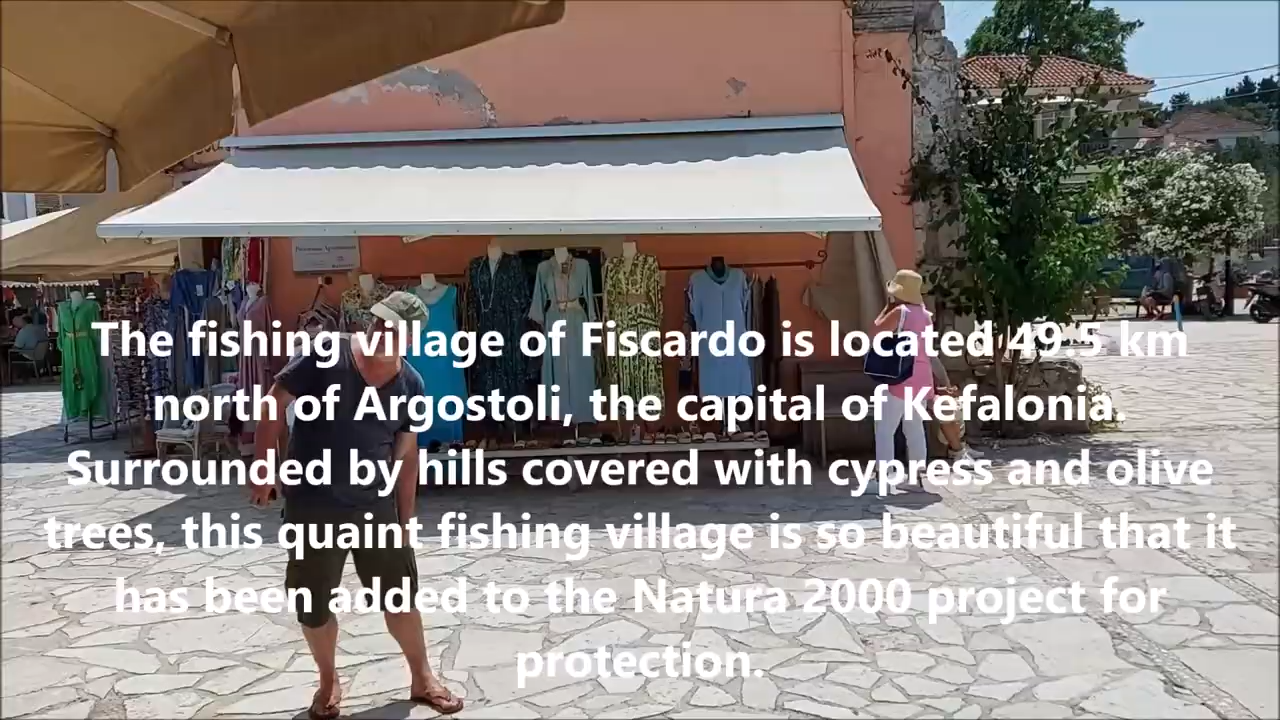 The fishing village of Fiscardo is located 49.5 km
north of Argostoli, the capital of Kefalonia.
Surrounded by hills covered with cypress and olive
trees, this quaint fishing village is so beautiful that it
has been added to the Natura 2000 project for
protection.